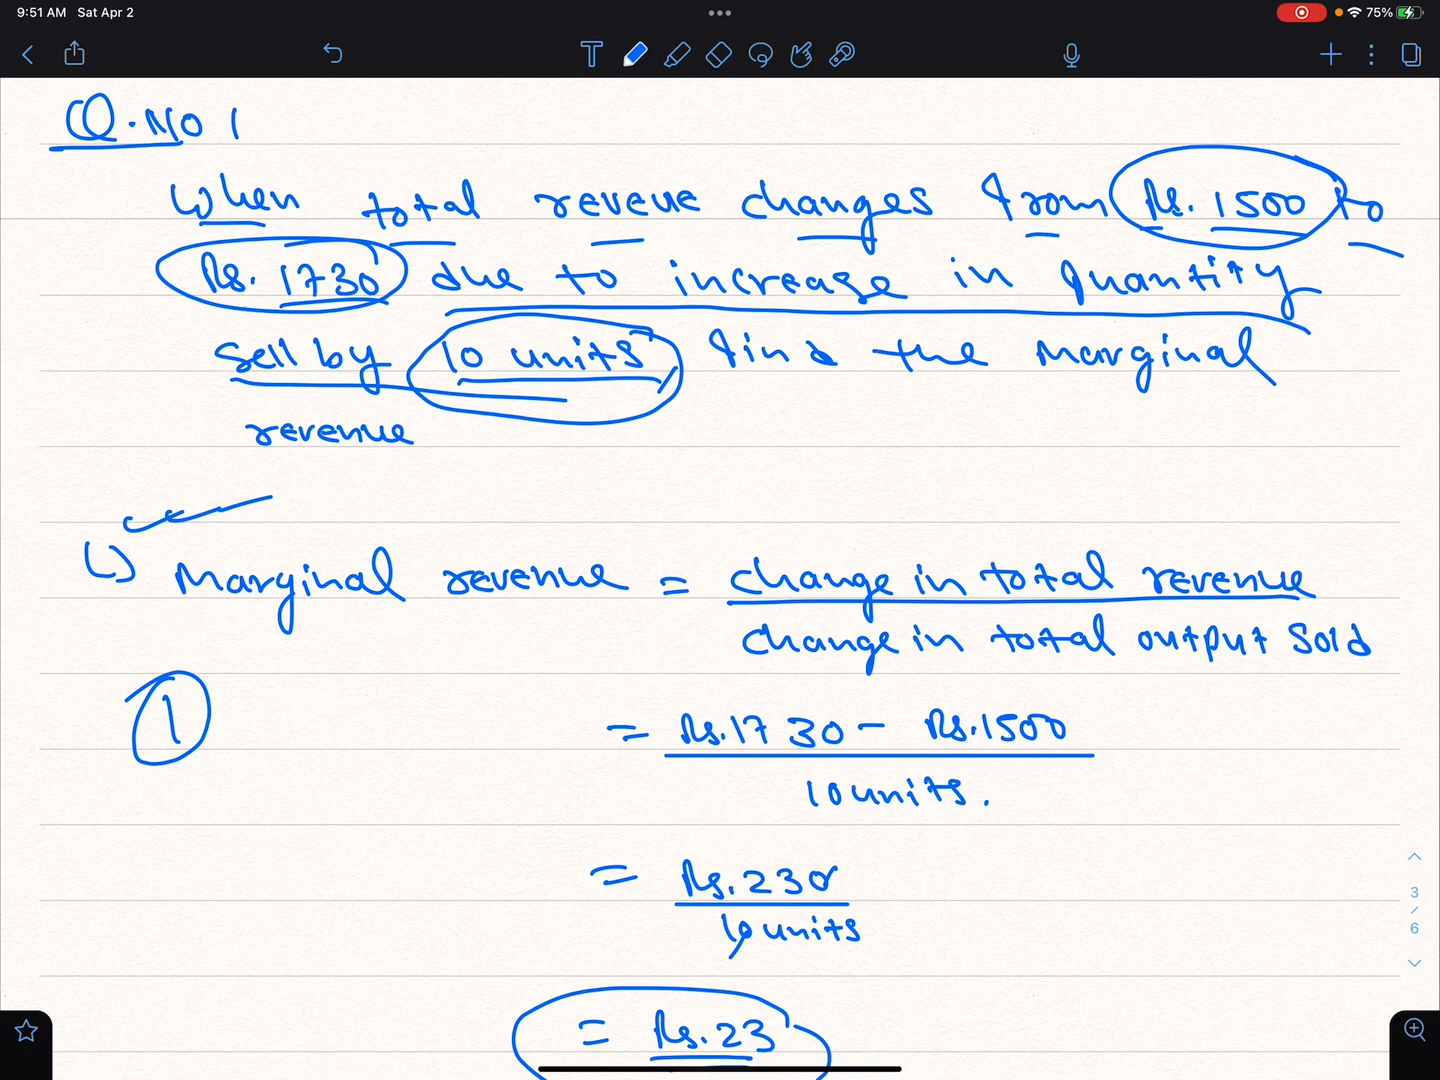 9:51 AM Sat Apr 2
75%
Q.No 1
When total reveue changes from Rs. 1500 to
Rs. 1730 due to increase in quantity
sell by 10 units find the marginal
revenue
Marginal revenue = change in total revenue
change in total output sold
1
= Rs.1730 - Rs.1500
10 units.
= Rs.230
10 units
= Rs.23
3
/
6